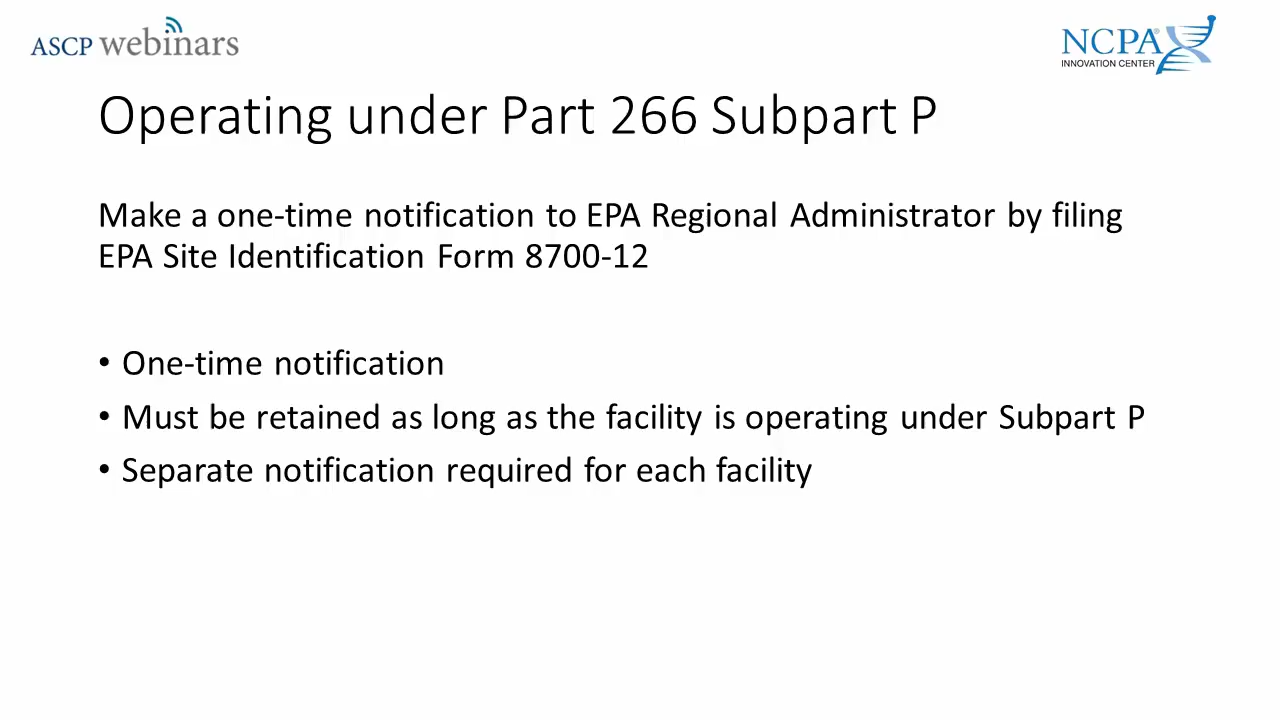 ASCP webinars
NCPA
INNOVATION CENTER
Operating under Part 266 Subpart P
Make a one-time notification to EPA Regional Administrator by filing
EPA Site Identification Form 8700-12
• One-time notification
• Must be retained as long as the facility is operating under Subpart P
• Separate notification required for each facility